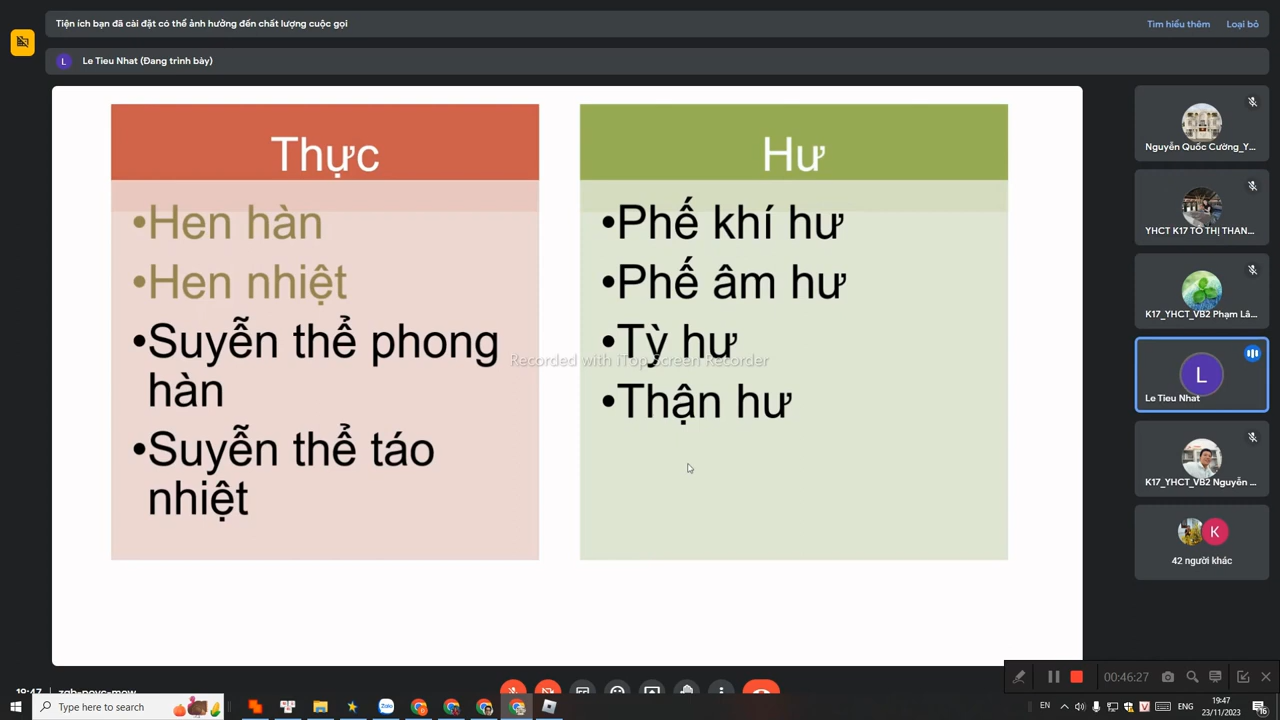 Tiện ích bạn đã cài đặt có thể ảnh hưởng đến chất lượng cuộc gọi
Tìm hiểu thêm
Loại bỏ
L
Le Tieu Nhat (Đang trình bày)
Thực
•Hen hàn
•Hen nhiệt
•Suyễn thể phong
hàn
•Suyễn thể táo
nhiệt
Hư
•Phế khí hư
•Phế âm hư
•Tỳ hư
•Thận hư
Recorded with iTop Screen Recorder
Nguyễn Quốc Cường_Y...
YHCT K17 TÔ THỊ THAN...
K17_YHCT_VB2 Phạm Lâ...
L
Le Tieu Nhat
K17_YHCT_VB2 Nguyễn ...
K
42 người khác
00:46:27
Type here to search
Zalo
EN
V
ENG
19:47
23/11/2023